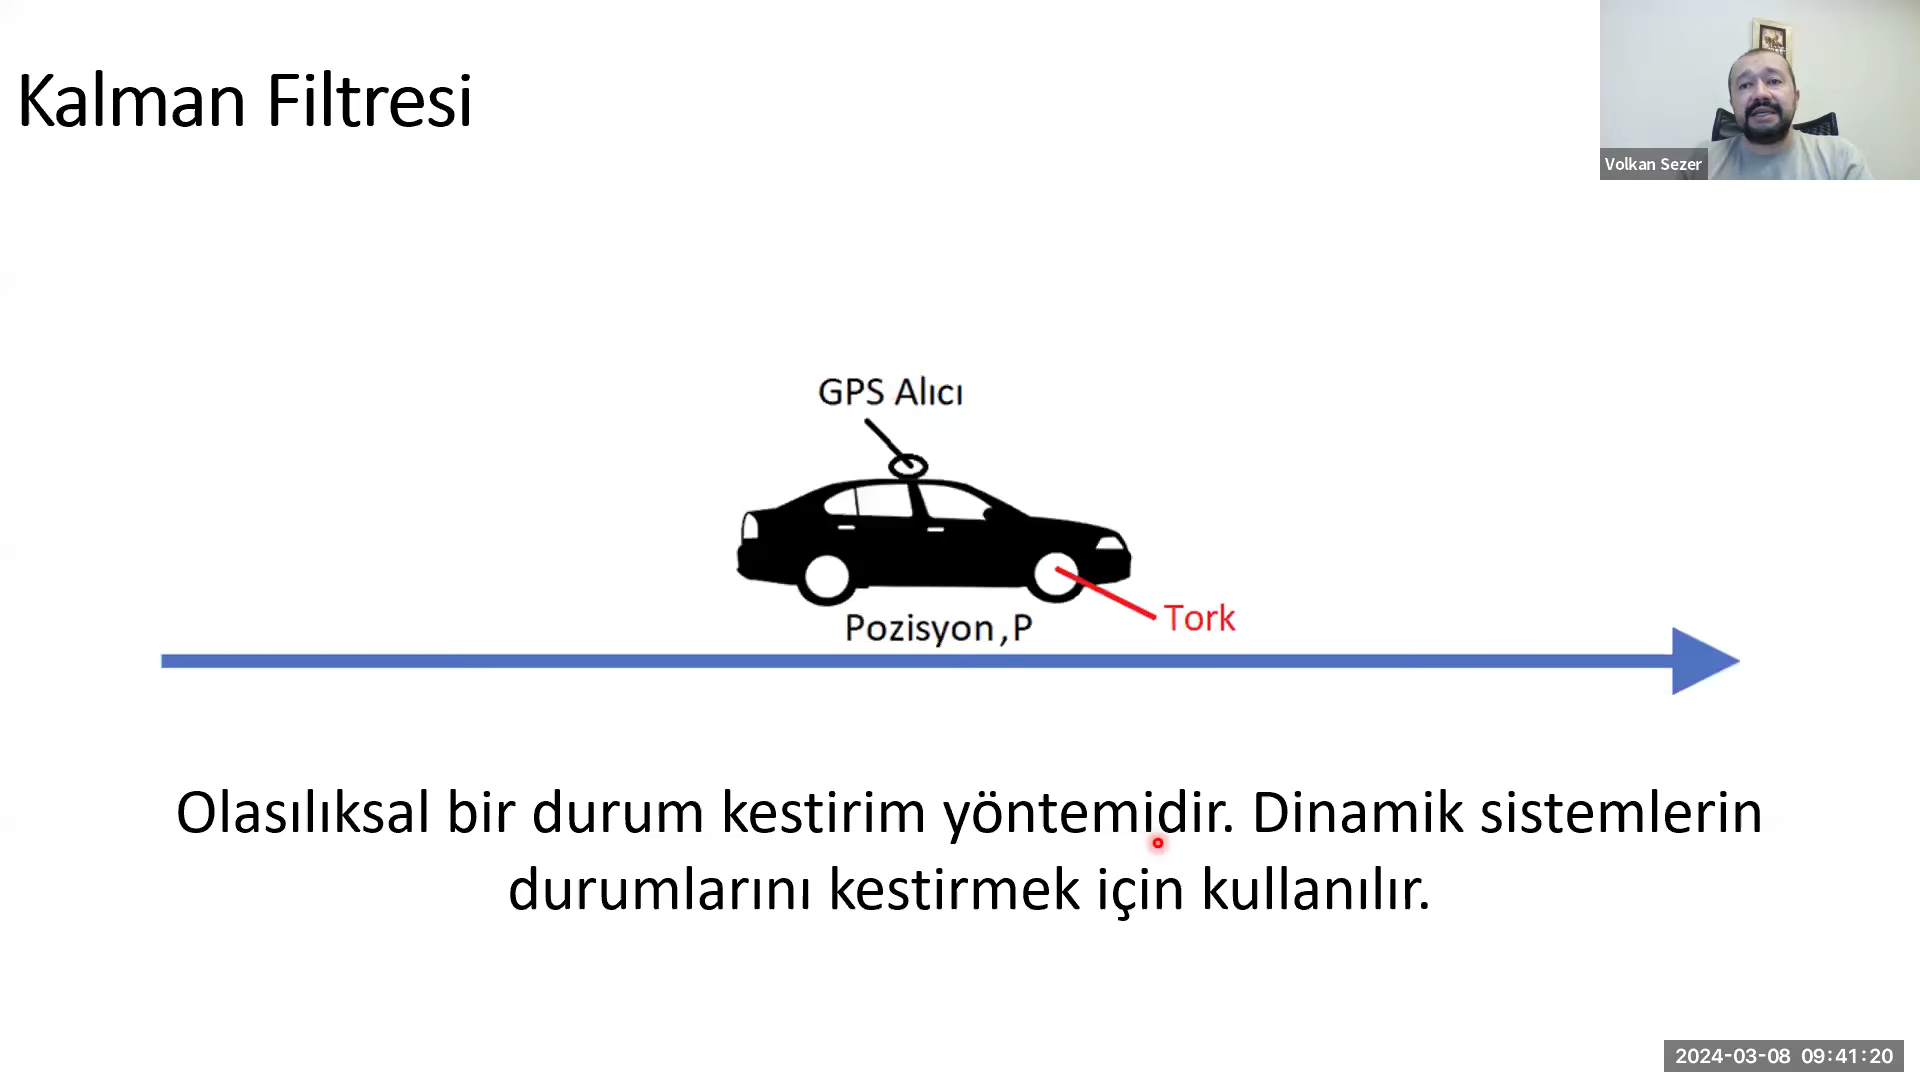 Kalman Filtresi
Volkan Sezer
GPS Alıcı
Tork
Pozisyon,P
Olasılıksal bir durum kestirim yöntemidir. Dinamik sistemlerin
durumlarını kestirmek için kullanılır.
2024-03-08 09:41:20